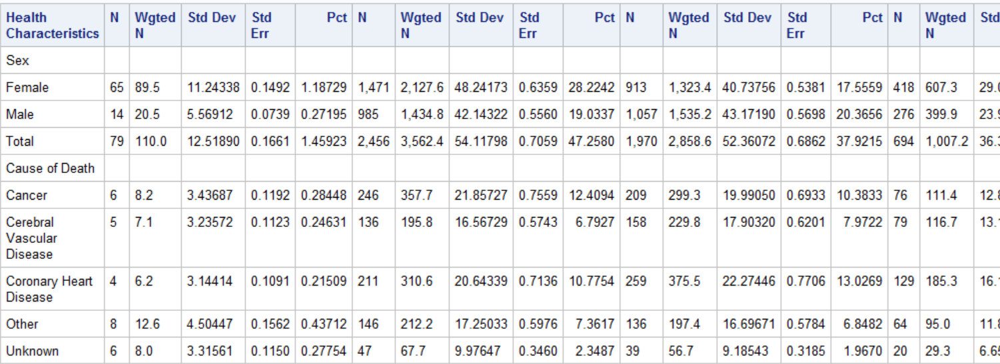 Health Characteristics N Wgted N Std Dev Std Err Pct N Wgted N Std Dev Std Err Pct N Wgted N Std Dev Std Err Pct N Wgted N Std
Sex
Female 65 89.5 11.24338 0.1492 1.18729 1,471 2,127.6 48.24173 0.6359 28.2242 913 1,323.4 40.73756 0.5381 17.5559 418 607.3 29.0
Male 14 20.5 5.56912 0.0739 0.27195 985 1,434.8 42.14322 0.5560 19.0337 1,057 1,535.2 43.17190 0.5698 20.3656 276 399.9 23.9
Total 79 110.0 12.51890 0.1661 1.45923 2,456 3,562.4 54.11798 0.7059 47.2580 1,970 2,858.6 52.36072 0.6862 37.9215 694 1,007.2 36.3
Cause of Death
Cancer 6 8.2 3.43687 0.1192 0.28448 246 357.7 21.85727 0.7559 12.4094 209 299.3 19.99050 0.6933 10.3833 76 111.4 12.8
Cerebral Vascular Disease 5 7.1 3.23572 0.1123 0.24631 136 195.8 16.56729 0.5743 6.7927 158 229.8 17.90320 0.6201 7.9722 79 116.7 13.1
Coronary Heart Disease 4 6.2 3.14414 0.1091 0.21509 211 310.6 20.64339 0.7136 10.7754 259 375.5 22.27446 0.7706 13.0269 129 185.3 16.1
Other 8 12.6 4.50447 0.1562 0.43712 146 212.2 17.25033 0.5976 7.3617 136 197.4 16.69671 0.5784 6.8482 64 95.0 11.8
Unknown 6 8.0 3.31561 0.1150 0.27754 47 67.7 9.97647 0.3460 2.3487 39 56.7 9.18543 0.3185 1.9670 20 29.3 6.65